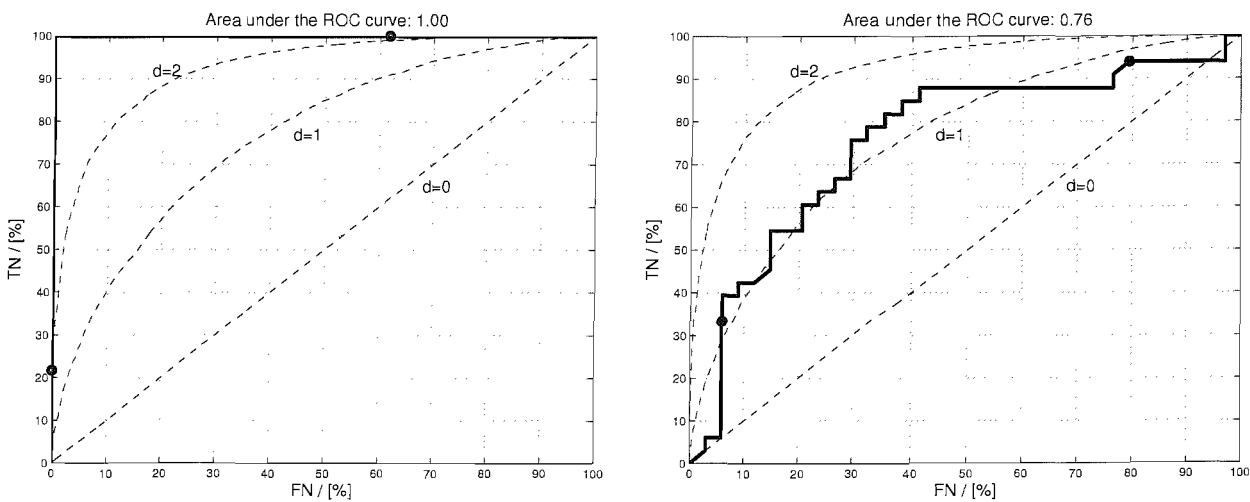 Area under the ROC curve: 1.00
100
90
80
70
60
50
40
30
20
10
0
TN / [%]
d=2
d=1
d=0
0 10 20 30 40 50 60 70 80 90 100
FN / [%]
Area under the ROC curve: 0.76
100
90
80
70
60
50
40
30
20
10
0
TN / [%]
d=2
d=1
d=0
0 10 20 30 40 50 60 70 80 90 100
FN / [%]